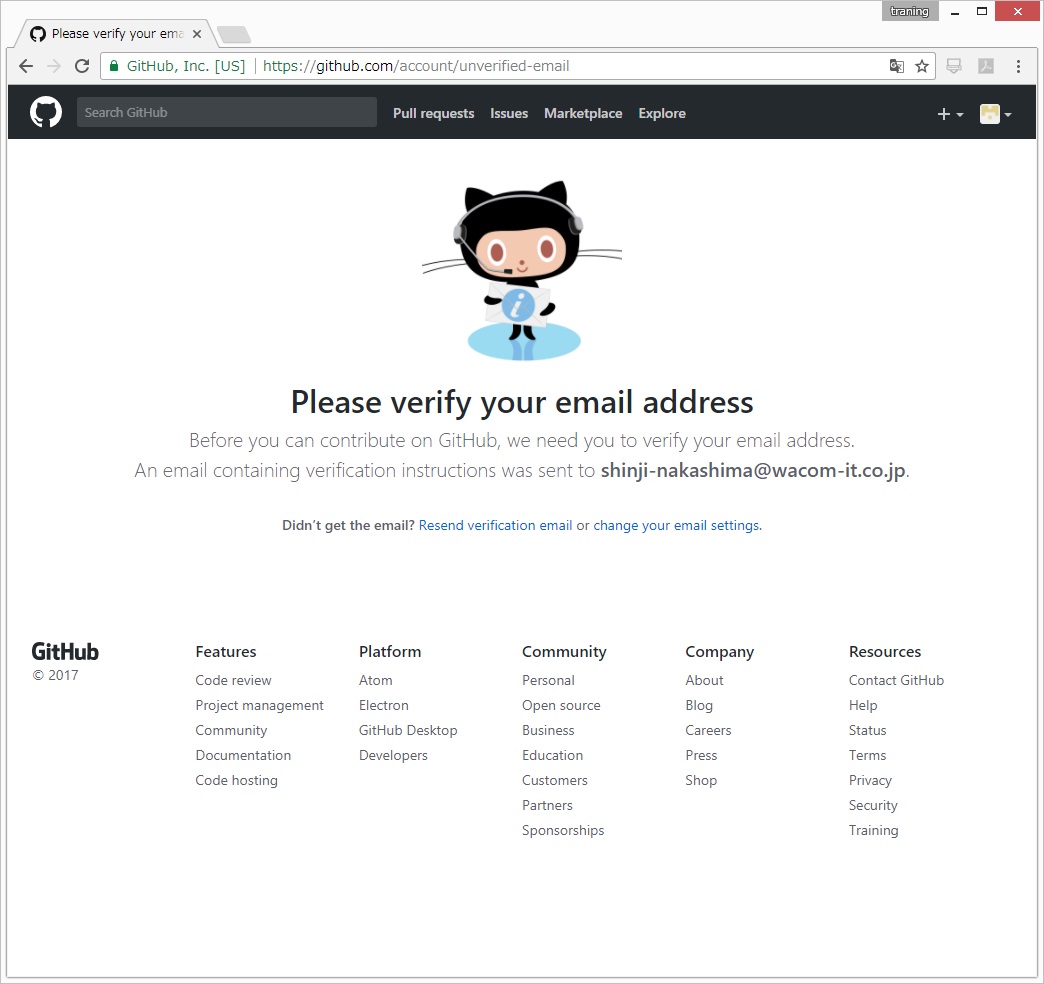 traning
Please verify your ema
GitHub, Inc. [US] https://github.com/account/unverified-email
Search GitHub Pull requests Issues Marketplace Explore
i
Please verify your email address
Before you can contribute on GitHub, we need you to verify your email address.
An email containing verification instructions was sent to shinji-nakashima@wacom-it.co.jp.
Didn’t get the email? Resend verification email or change your email settings.
GitHub
© 2017
Features
Code review
Project management
Community
Documentation
Code hosting
Platform
Atom
Electron
GitHub Desktop
Developers
Community
Personal
Open source
Business
Education
Customers
Partners
Sponsorships
Company
About
Blog
Careers
Press
Shop
Resources
Contact GitHub
Help
Status
Terms
Privacy
Security
Training